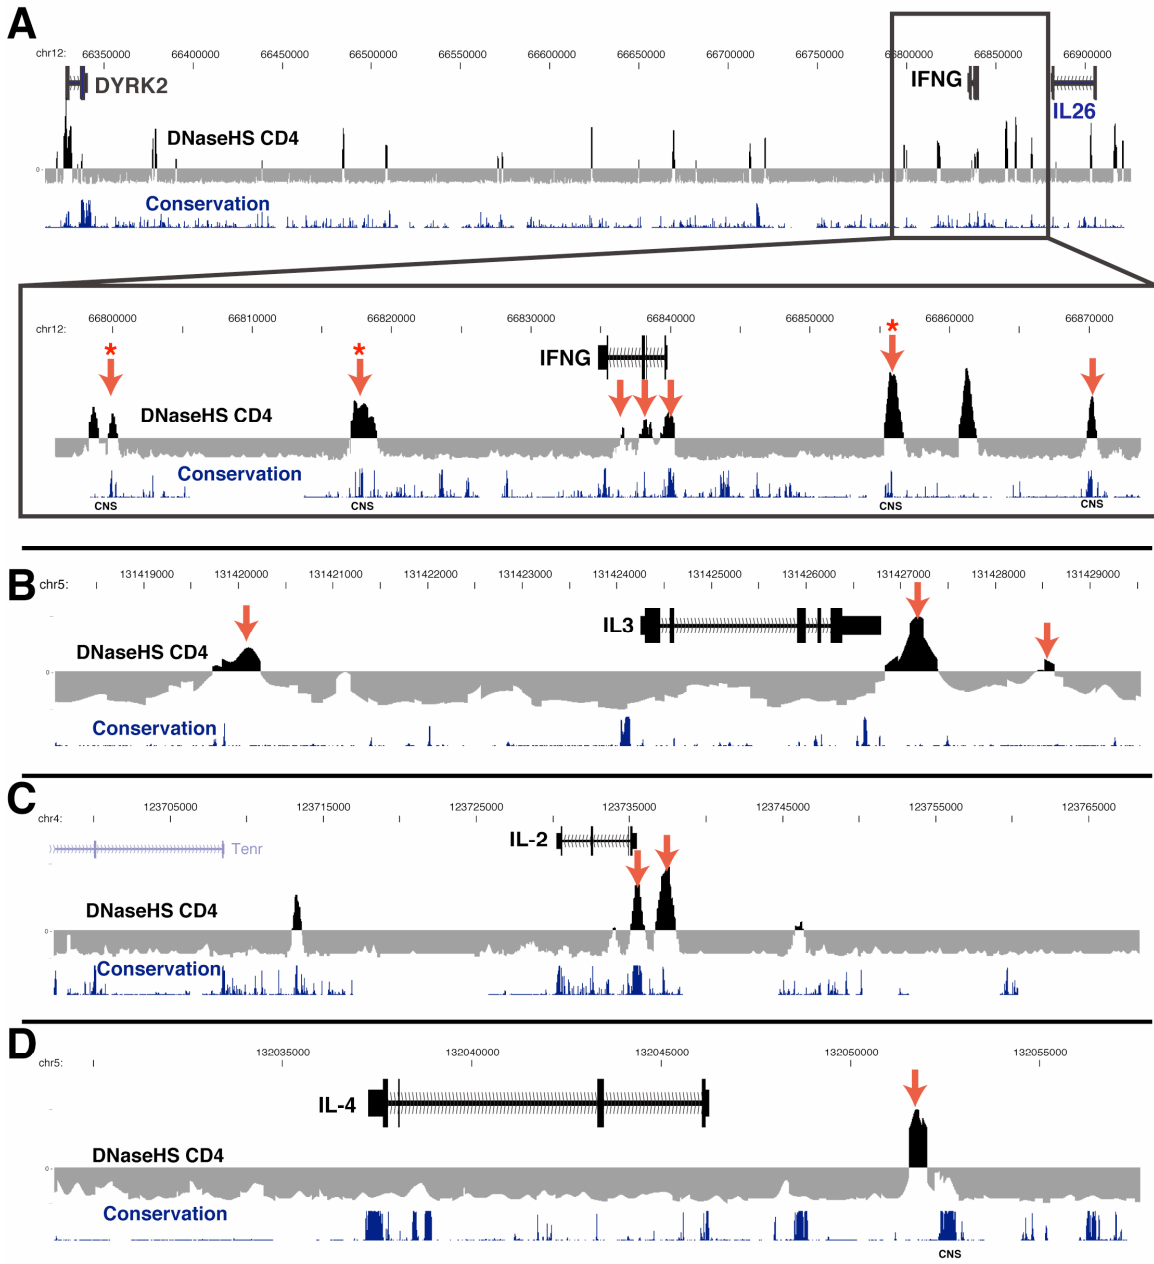 A
chr12: 66350000 66400000 66450000 66500000 66550000 66600000 66650000 66700000 66750000 66800000 66850000 66900000
DYRK2 IFNG
IL26
DNaseHS CD4
0
Conservation
66800000 66810000 66820000 66830000 66840000 66850000 66860000 66870000
chr12:
* * *
IFNG
DNaseHS CD4
Conservation
CNS CNS CNS CNS
B
chr5: 131419000 131420000 131421000 131422000 131423000 131424000 131425000 131426000 131427000 131428000 131429000
IL3
DNaseHS CD4
0
Conservation
C
123705000 123715000 123725000 123735000 123745000 123755000 123765000
chr4:
IL-2
Tenr
DNaseHS CD4
0
Conservation
D
132035000 132040000 132045000 132050000 132055000
chr5:
IL-4
DNaseHS CD4
0
Conservation
CNS